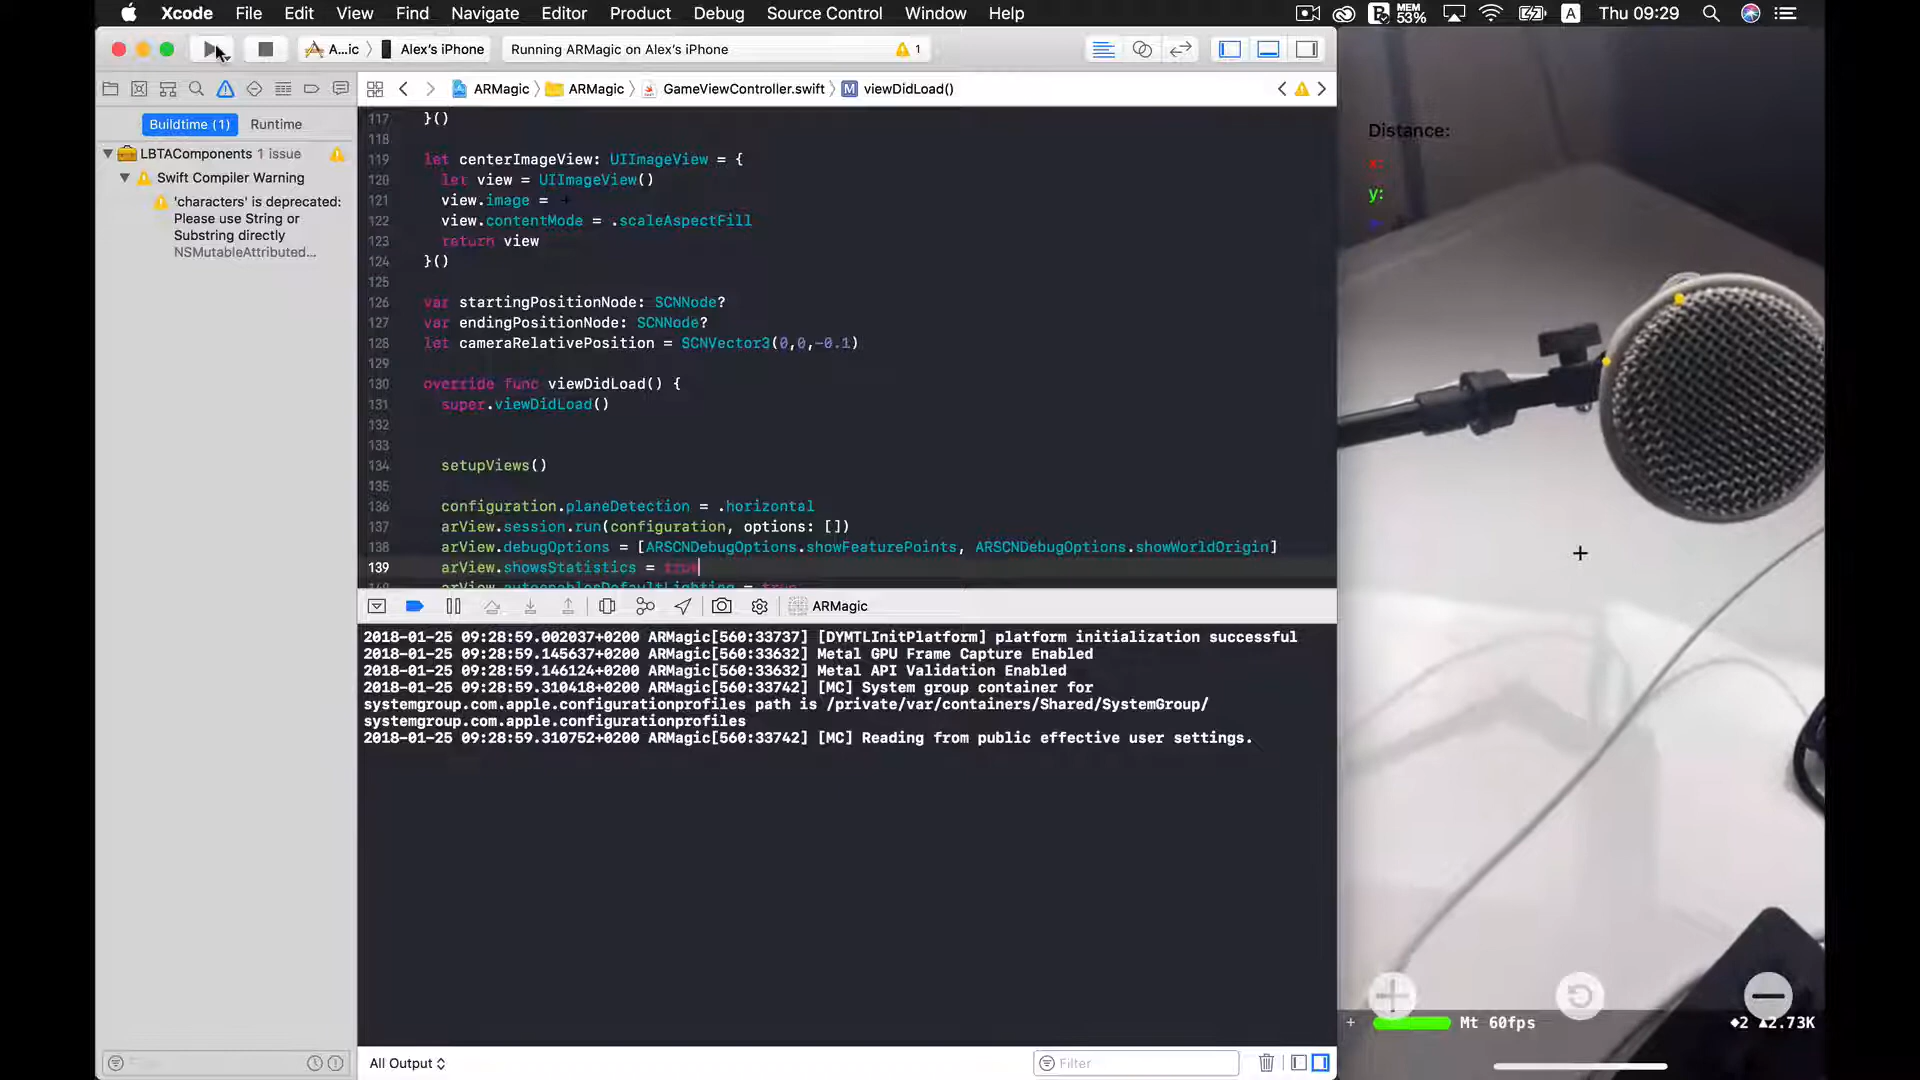 Xcode File Edit View Find Navigate Editor Product Debug Source Control Window Help MEM 53% A Thu 09:29
A...ic Alex's iPhone Running ARMagic on Alex's iPhone 1
ARMagic ARMagic GameViewController.swift M viewDidLoad()
Buildtime (1) Runtime
LBTAComponents 1 issue
Swift Compiler Warning
'characters' is deprecated:
Please use String or
Substring directly
NSMutableAttributed...
117 }()
118
119 let centerImageView: UIImageView = {
120 let view = UIImageView()
121 view.image = +
122 view.contentMode = .scaleAspectFill
123 return view
124 }()
125
126 var startingPositionNode: SCNNode?
127 var endingPositionNode: SCNNode?
128 let cameraRelativePosition = SCNVector3(0,0,-0.1)
129
130 override func viewDidLoad() {
131 super.viewDidLoad()
132
133
134 setupViews()
135
136 configuration.planeDetection = .horizontal
137 arView.session.run(configuration, options: [])
138 arView.debugOptions = [ARSCNDebugOptions.showFeaturePoints, ARSCNDebugOptions.showWorldOrigin]
139 arView.showsStatistics = true
140 arView.autoenablesDefaultLighting = true
ARMagic
2018-01-25 09:28:59.002037+0200 ARMagic[560:33737] [DYMTLInitPlatform] platform initialization successful
2018-01-25 09:28:59.145637+0200 ARMagic[560:33632] Metal GPU Frame Capture Enabled
2018-01-25 09:28:59.146124+0200 ARMagic[560:33632] Metal API Validation Enabled
2018-01-25 09:28:59.310418+0200 ARMagic[560:33742] [MC] System group container for
systemgroup.com.apple.configurationprofiles path is /private/var/containers/Shared/SystemGroup/
systemgroup.com.apple.configurationprofiles
2018-01-25 09:28:59.310752+0200 ARMagic[560:33742] [MC] Reading from public effective user settings.
All Output Filter
Distance:
x:
y:
+ Mt 60fps ◆2 ▲2.73K